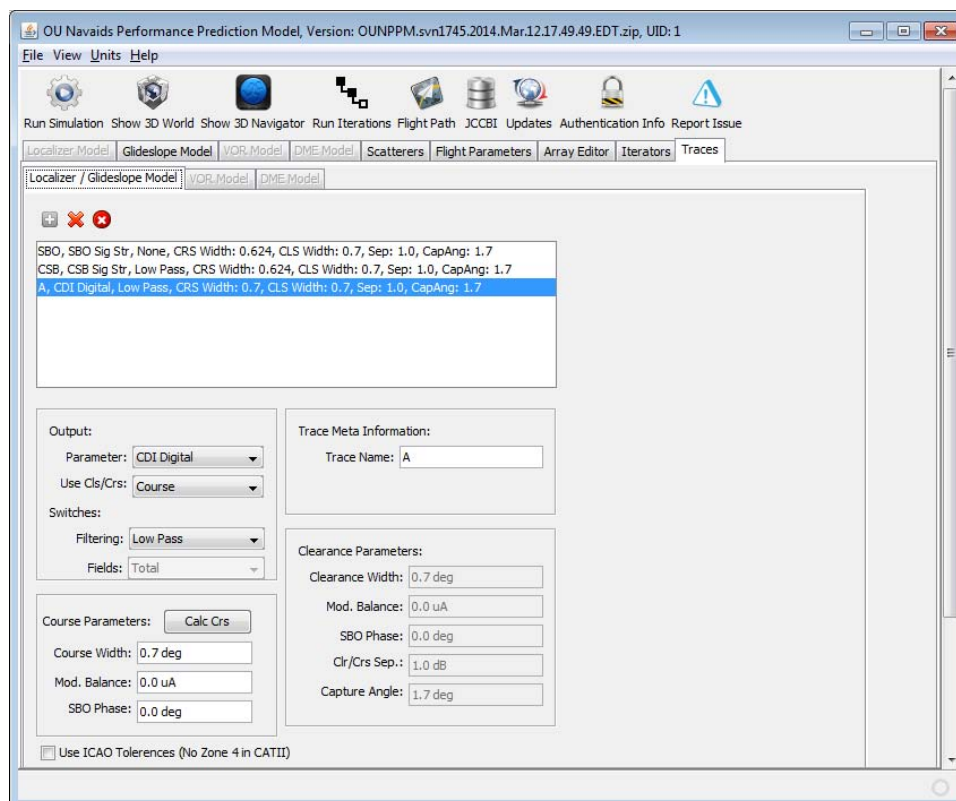 OU Navaids Performance Prediction Model, Version: OUNPPM.svn1745.2014.Mar.12.17.49.49.EDT.zip, UID: 1
File View Units Help
Run Simulation Show 3D World Show 3D Navigator Run Iterations Flight Path JCCBI Updates Authentication Info Report Issue
Localizer Model Glideslope Model VOR Model DME Model Scatterers Flight Parameters Array Editor Iterators Traces
Localizer / Glideslope Model VOR Model DME Model
SBO, SBO Sig Str, None, CRS Width: 0.624, CLS Width: 0.7, Sep: 1.0, CapAng: 1.7
CSB, CSB Sig Str, Low Pass, CRS Width: 0.624, CLS Width: 0.7, Sep: 1.0, CapAng: 1.7
A, CDI Digital, Low Pass, CRS Width: 0.7, CLS Width: 0.7, Sep: 1.0, CapAng: 1.7
Output:
Parameter: CDI Digital
Use Cls/Crs: Course
Switches:
Filtering: Low Pass
Fields: Total
Trace Meta Information:
Trace Name: A
Course Parameters: Calc Crs
Course Width: 0.7 deg
Mod. Balance: 0.0 uA
SBO Phase: 0.0 deg
Clearance Parameters:
Clearance Width: 0.7 deg
Mod. Balance: 0.0 uA
SBO Phase: 0.0 deg
Clr/Crs Sep.: 1.0 dB
Capture Angle: 1.7 deg
Use ICAO Tolerences (No Zone 4 in CATII)